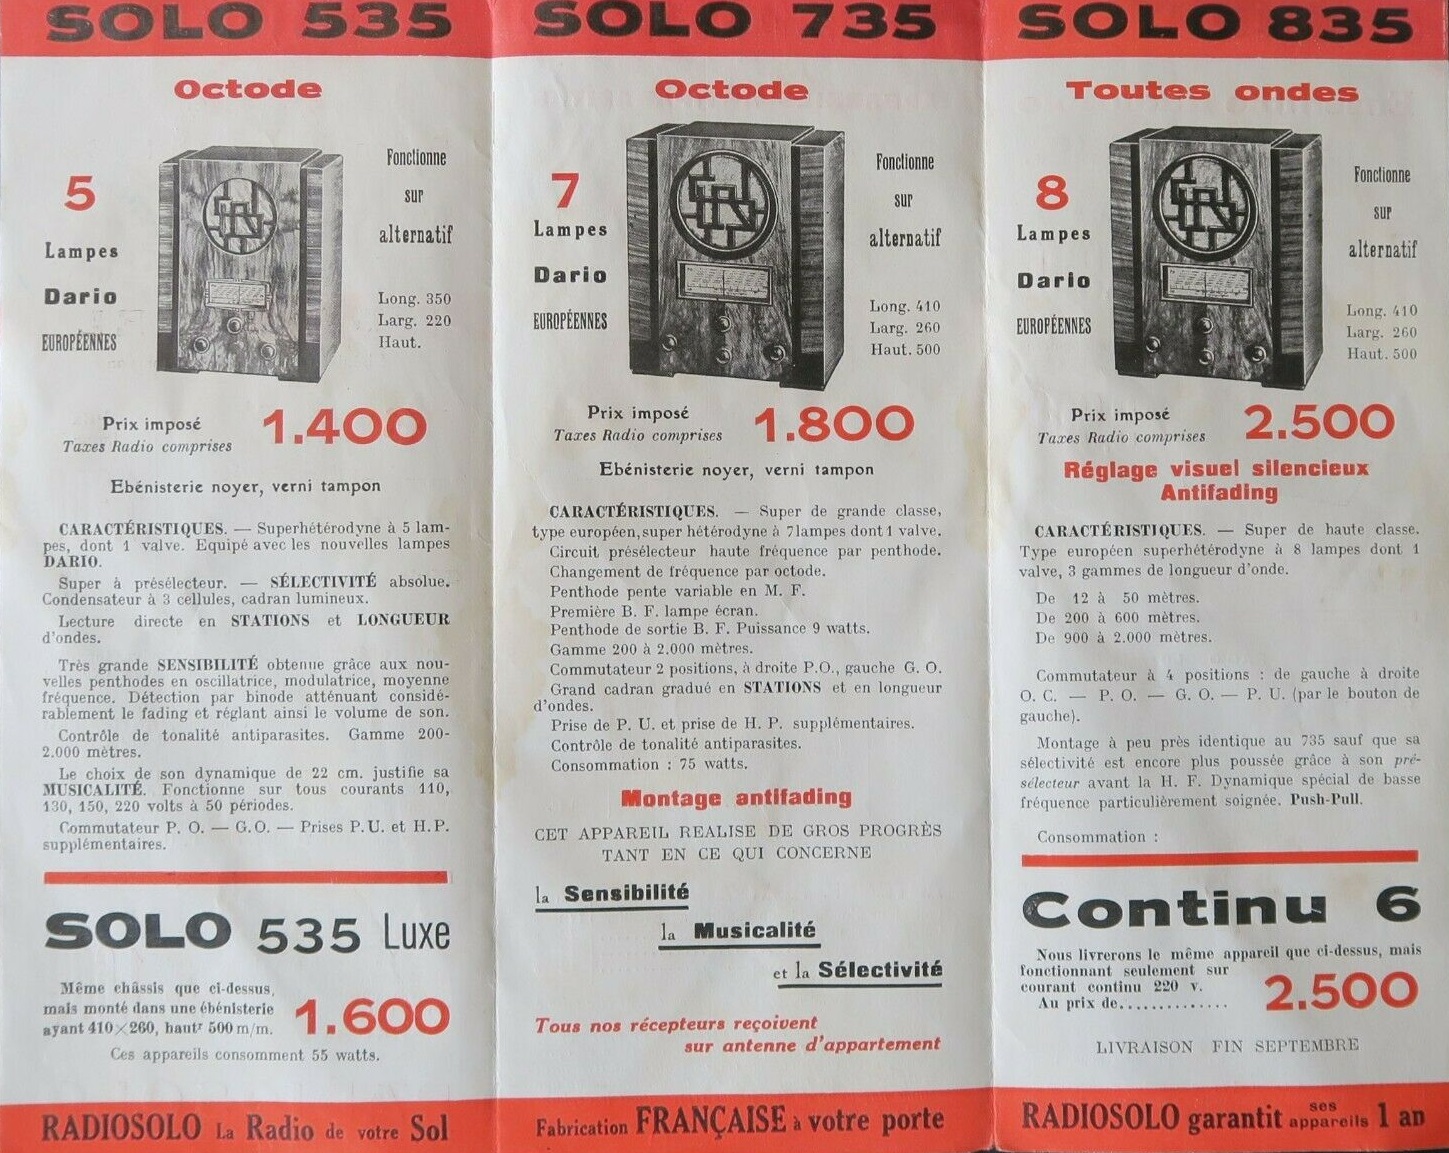 SOLO 535
Octode
5
Lampes
Dario
EUROPÉENNES
Fonctionne
sur
alternatif
Long. 350
Larg. 220
Haut.
Prix imposé
Taxes Radio comprises
1.400
Ebénisterie noyer, verni tampon
CARACTÉRISTIQUES. — Superhétérodyne à 5 lam-
pes, dont 1 valve. Equipé avec les nouvelles lampes
DARIO.
Super à présélecteur. — SÉLECTIVITÉ absolue.
Condensateur à 3 cellules, cadran lumineux.
Lecture directe en STATIONS et LONGUEUR
d'ondes.
Très grande SENSIBILITÉ obtenue grâce aux nou-
velles penthodes en oscillatrice, modulatrice, moyenne
fréquence. Détection par binode atténuant considé-
rablement le fading et réglant ainsi le volume de son.
Contrôle de tonalité antiparasites. Gamme 200-
2.000 mètres.
Le choix de son dynamique de 22 cm. justifie sa
MUSICALITÉ. Fonctionne sur tous courants 110,
130, 150, 220 volts à 50 périodes.
Commutateur P. O. — G.O. — Prises P.U. et H.P.
supplémentaires.
SOLO 535 Luxe
Même châssis que ci-dessus,
mais monté dans une ébénisterie
ayant 410×260, hautr 500 m/m.
1.600
Ces appareils consomment 55 watts.
RADIOSOLO La Radio de votre Sol
SOLO 735
Octode
7
Lampes
Dario
EUROPÉENNES
Fonctionne
sur
alternatif
Long. 410
Larg. 260
Haut. 500
Prix imposé
Taxes Radio comprises
1.800
Ebénisterie noyer, verni tampon
CARACTÉRISTIQUES. — Super de grande classe,
type européen, super hétérodyne à 7 lampes dont 1 valve.
Circuit présélecteur haute fréquence par penthode.
Changement de fréquence par octode.
Penthode pente variable en M. F.
Première B. F. lampe écran.
Penthode de sortie B. F. Puissance 9 watts.
Gamme 200 à 2.000 mètres.
Commutateur 2 positions, à droite P.O., gauche G. O.
Grand cadran gradué en STATIONS et en longueur
d'ondes.
Prise de P. U. et prise de H. P. supplémentaires.
Contrôle de tonalité antiparasites.
Consommation : 75 watts.
Montage antifading
CET APPAREIL REALISE DE GROS PROGRÈS
TANT EN CE QUI CONCERNE
la Sensibilité
la Musicalité
et la Sélectivité
Tous nos récepteurs reçoivent
sur antenne d'appartement
Fabrication FRANÇAISE à votre porte
SOLO 835
Toutes ondes
8
Lampes
Dario
EUROPÉENNES
Fonctionne
sur
alternatif
Long. 410
Larg. 260
Haut. 500
Prix imposé
Taxes Radio comprises
2.500
Réglage visuel silencieux
Antifading
CARACTÉRISTIQUES. — Super de haute classe.
Type européen superhétérodyne à 8 lampes dont 1
valve, 3 gammes de longueur d'onde.
De 12 à 50 mètres.
De 200 à 600 mètres.
De 900 à 2.000 mètres.
Commutateur à 4 positions : de gauche à droite
O. C. — P. O. — G. O. — P. U. (par le bouton de
gauche).
Montage à peu près identique au 735 sauf que sa
sélectivité est encore plus poussée grâce à son pré-
sélecteur avant la H. F. Dynamique spécial de basse
fréquence particulièrement soignée. Push-Pull.
Consommation :
Continu 6
Nous livrerons le même appareil que ci-dessus, mais
fonctionnant seulement sur
courant continu 220 v.
Au prix de..............
2.500
LIVRAISON FIN SEPTEMBRE
RADIOSOLO garantit ses appareils 1 an